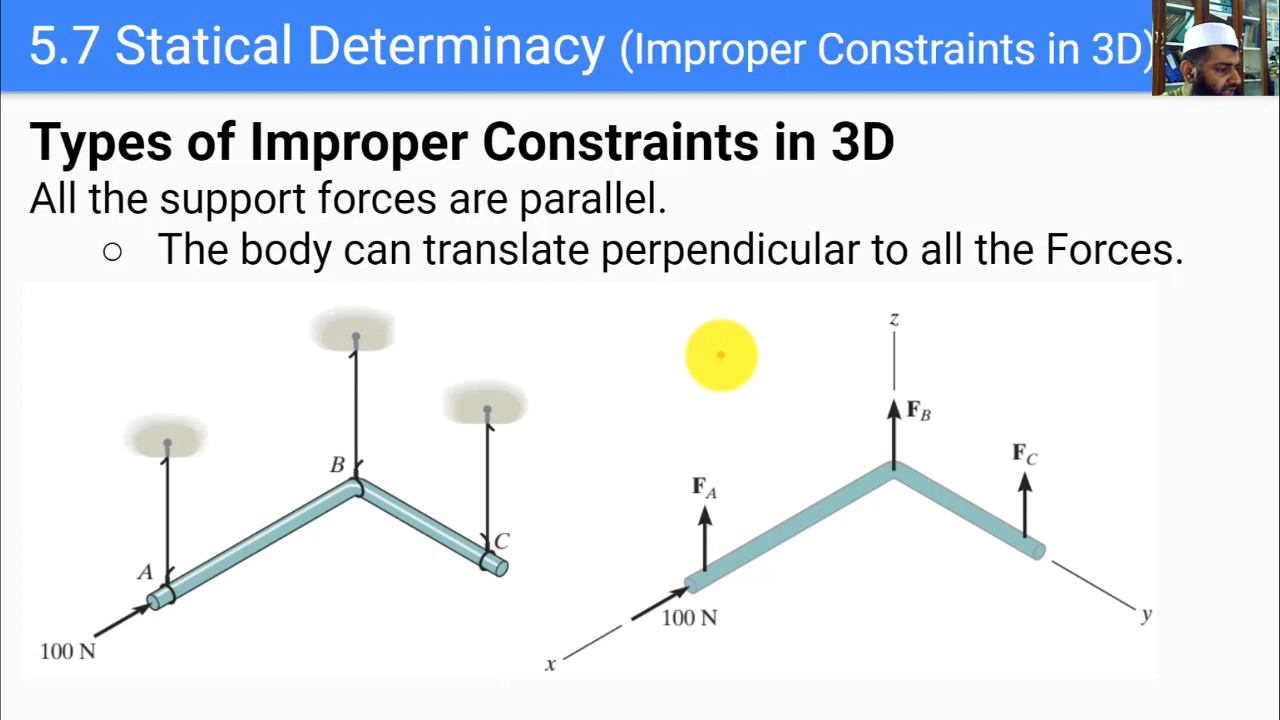 5.7 Statical Determinacy (Improper Constraints in 3D)
Types of Improper Constraints in 3D
All the support forces are parallel.
○ The body can translate perpendicular to all the Forces.
B
A
C
100 N
z
F_B
F_C
F_A
100 N
x
y